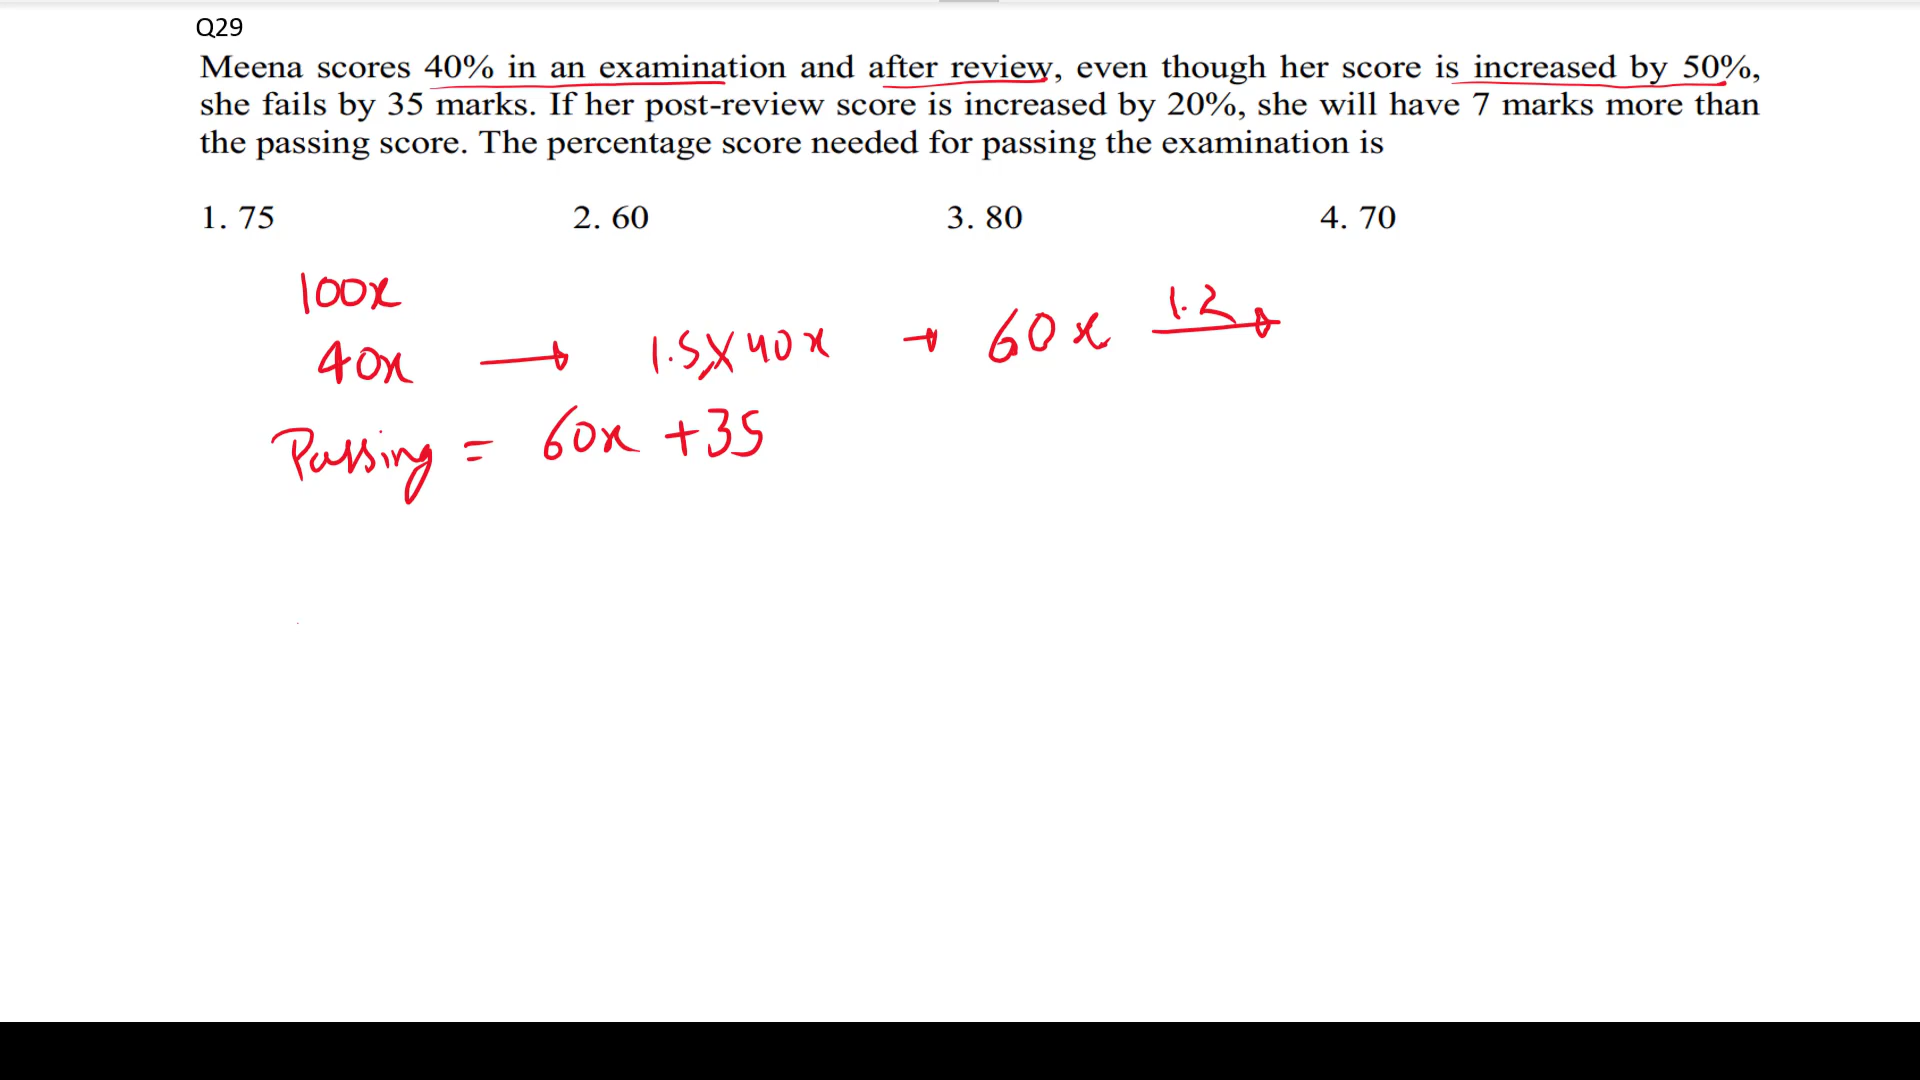 Q29
Meena scores 40% in an examination and after review, even though her score is increased by 50%,
she fails by 35 marks. If her post-review score is increased by 20%, she will have 7 marks more than
the passing score. The percentage score needed for passing the examination is
1. 75 2. 60 3. 80 4. 70
100x
40x → 1.5 × 40x → 60x 1.2 →
Passing = 60x + 35